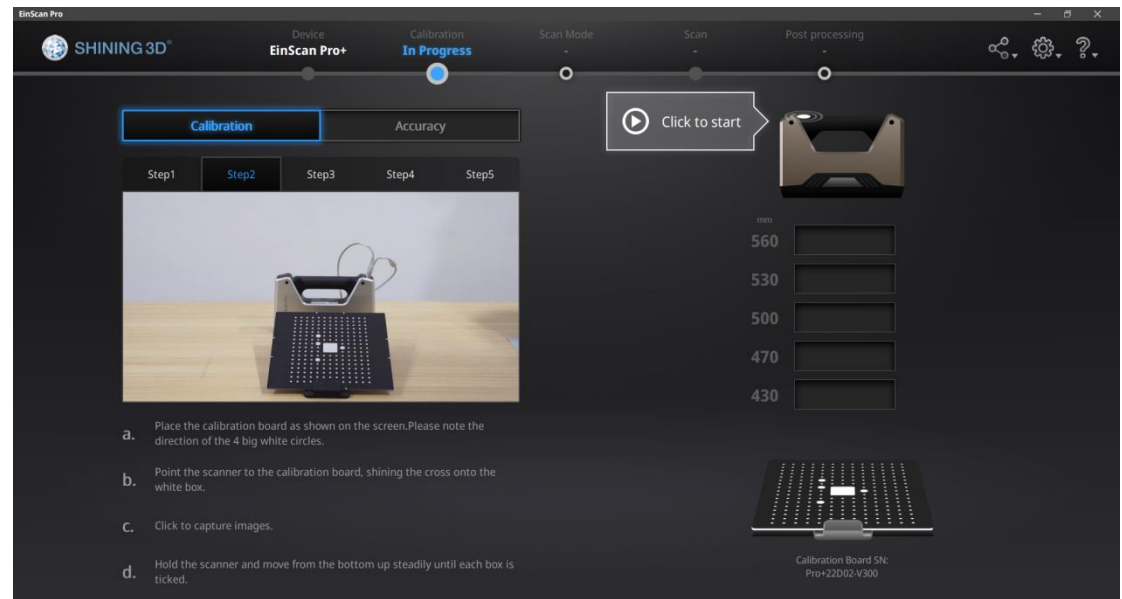 EinScan Pro
SHINING 3D®
Device
EinScan Pro+
Calibration
In Progress
Scan Mode
-
Scan
-
Post processing
-
Calibration
Accuracy
Step1
Step2
Step3
Step4
Step5
a.
Place the calibration board as shown on the screen.Please note the
direction of the 4 big white circles.
b.
Point the scanner to the calibration board, shining the cross onto the
white box.
c.
Click to capture images.
d.
Hold the scanner and move from the bottom up steadily until each box is
ticked.
Click to start
mm
560
530
500
470
430
Calibration Board SN:
Pro+22D02-V300